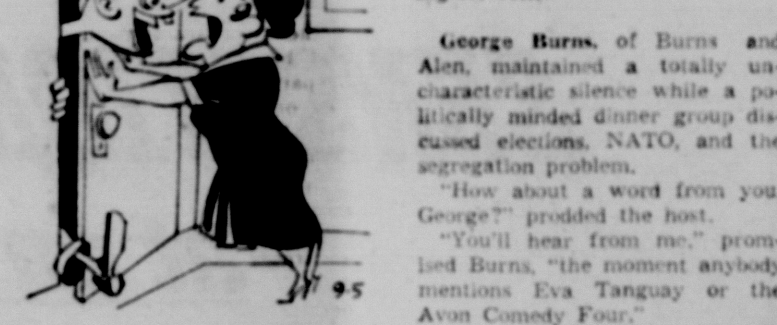 George Burns, of Burns and
Alen, maintained a totally un-
characteristic silence while a po-
litically minded dinner group dis-
cussed elections, NATO, and the
segregation problem.
"How about a word from you
George?" prodded the host.
"You'll hear from me," prom-
ised Burns, "the moment anybody
mentions Eva Tanguay or the
Avon Comedy Four."
9-5